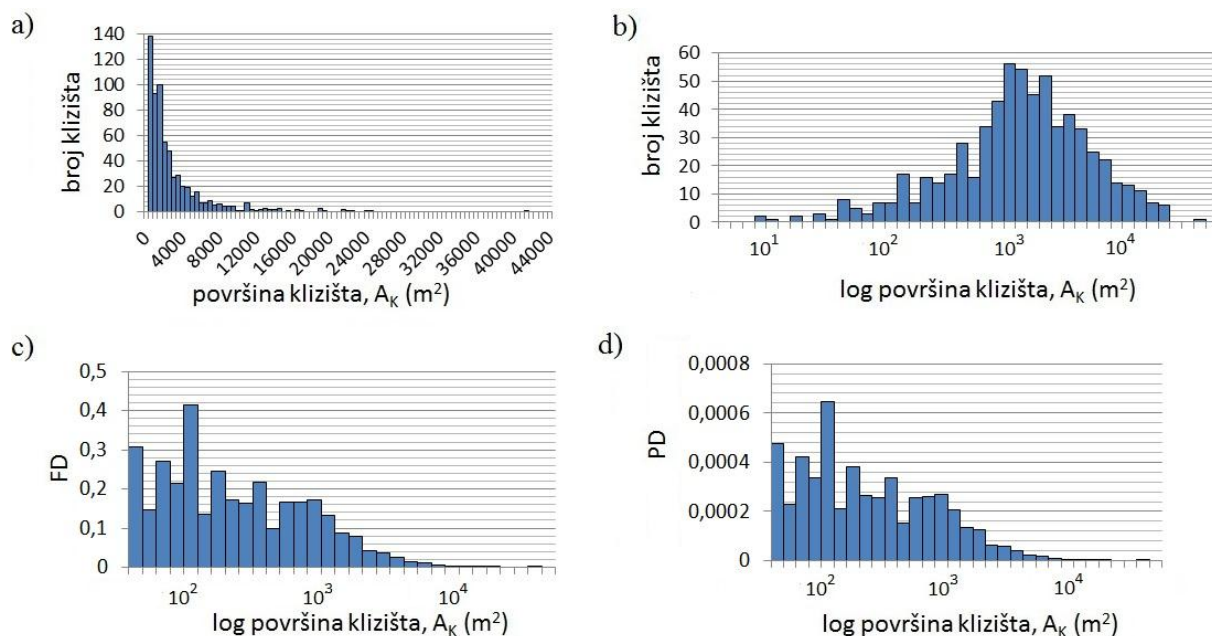 a)
140
120
100
80
60
40
20
0
broj klizišta
0 4000 8000 12000 16000 20000 24000 28000 32000 36000 40000 44000
površina klizišta, A_K (m²)
b)
60
50
40
30
20
10
0
broj klizišta
10¹ 10² 10³ 10⁴
log površina klizišta, A_K (m²)
c)
0,5
0,4
0,3
0,2
0,1
0
FD
10² 10³ 10⁴
log površina klizišta, A_K (m²)
d)
0,0008
0,0006
0,0004
0,0002
0
PD
10² 10³ 10⁴
log površina klizišta, A_K (m²)